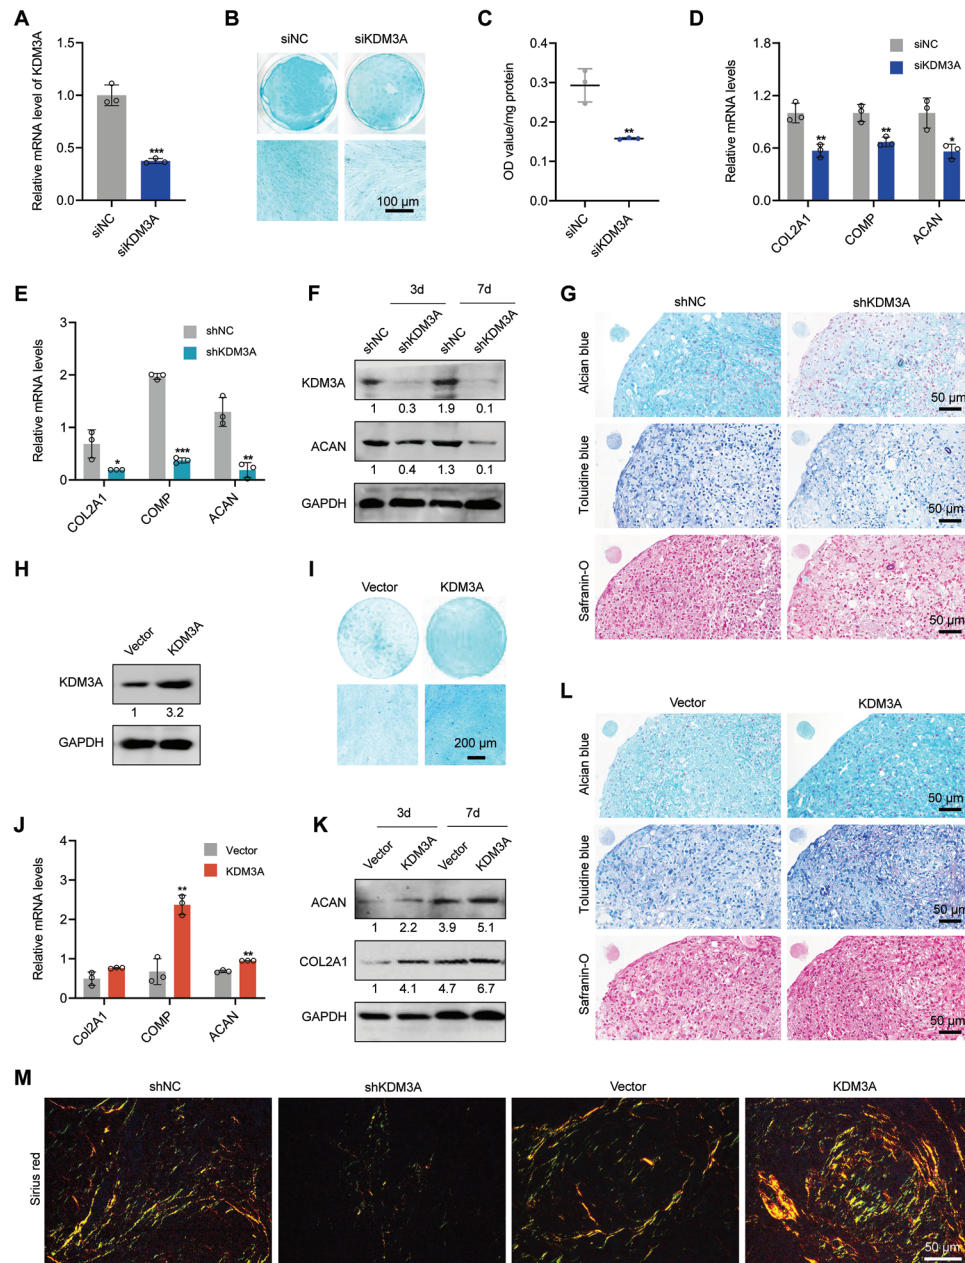 A
Relative mRNA level of KDM3A
1.5
1.0
0.5
0.0
***
siNC
siKDM3A
B
siNC
siKDM3A
100 µm
C
OD value/mg protein
0.4
0.3
0.2
0.1
0.0
**
siNC
siKDM3A
D
Relative mRNA levels
1.8
1.2
0.6
0.0
siNC
siKDM3A
**
**
*
COL2A1
COMP
ACAN
E
Relative mRNA levels
3
2
1
0
shNC
shKDM3A
*
***
**
COL2A1
COMP
ACAN
F
3d
7d
shNC
shKDM3A
shNC
shKDM3A
KDM3A
1 0.3 1.9 0.1
ACAN
1 0.4 1.3 0.1
GAPDH
G
shNC
shKDM3A
Alcian blue
50 µm
Toluidine blue
50 µm
Safranin-O
50 µm
H
Vector
KDM3A
KDM3A
1 3.2
GAPDH
I
Vector
KDM3A
200 µm
J
Relative mRNA levels
4
3
2
1
0
Vector
KDM3A
**
**
Col2A1
COMP
ACAN
K
3d
7d
Vector
KDM3A
Vector
KDM3A
ACAN
1 2.2 3.9 5.1
COL2A1
1 4.1 4.7 6.7
GAPDH
L
Vector
KDM3A
Alcian blue
50 µm
Toluidine blue
50 µm
Safranin-O
50 µm
M
shNC
shKDM3A
Vector
KDM3A
Sirius red
50 µm